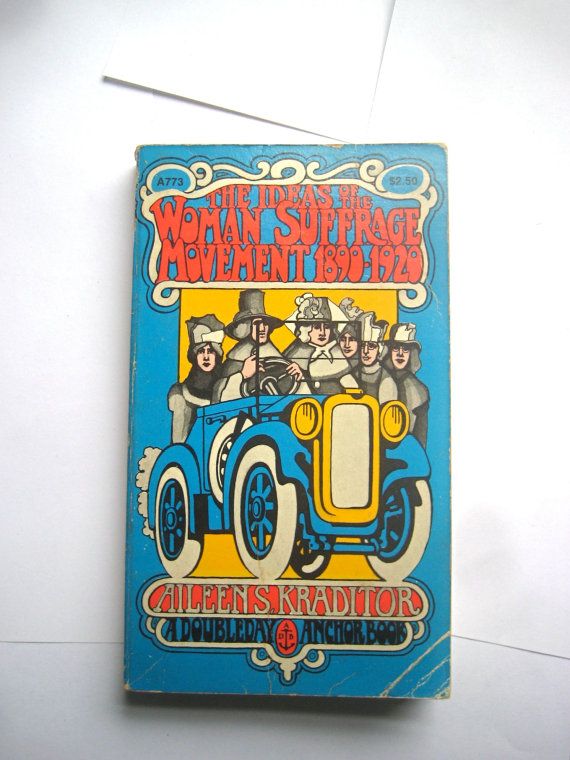 A773
$2.50
THE IDEAS OF THE
WOMAN SUFFRAGE
MOVEMENT 1890-1920
AILEEN S. KRADITOR
A DOUBLEDAY ANCHOR BOOK